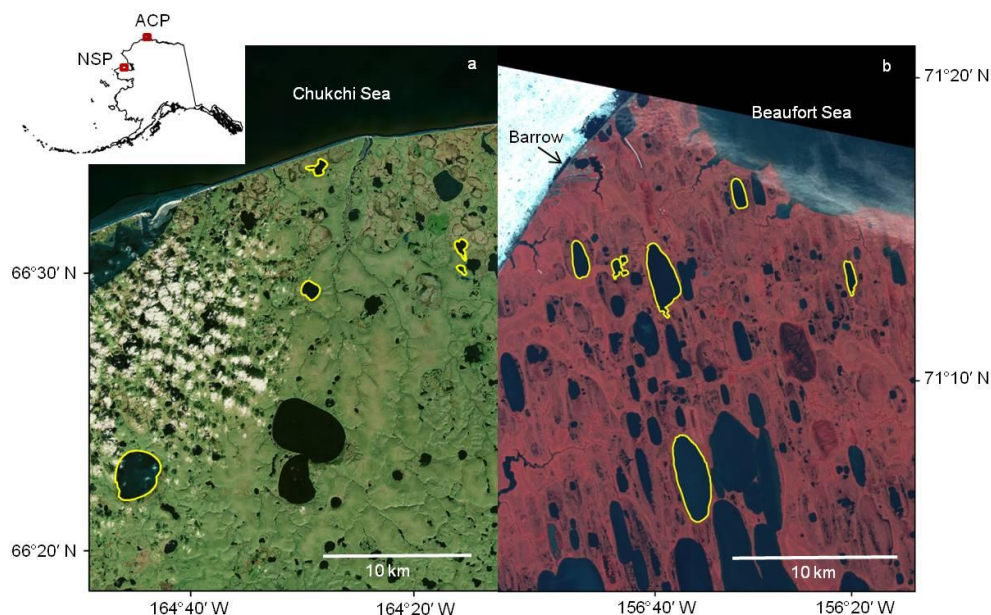 ACP
NSP
a
b
71°20′ N
Chukchi Sea
Beaufort Sea
Barrow
66°30′ N
71°10′ N
66°20′ N
10 km
10 km
164°40′ W
164°20′ W
156°40′ W
156°20′ W